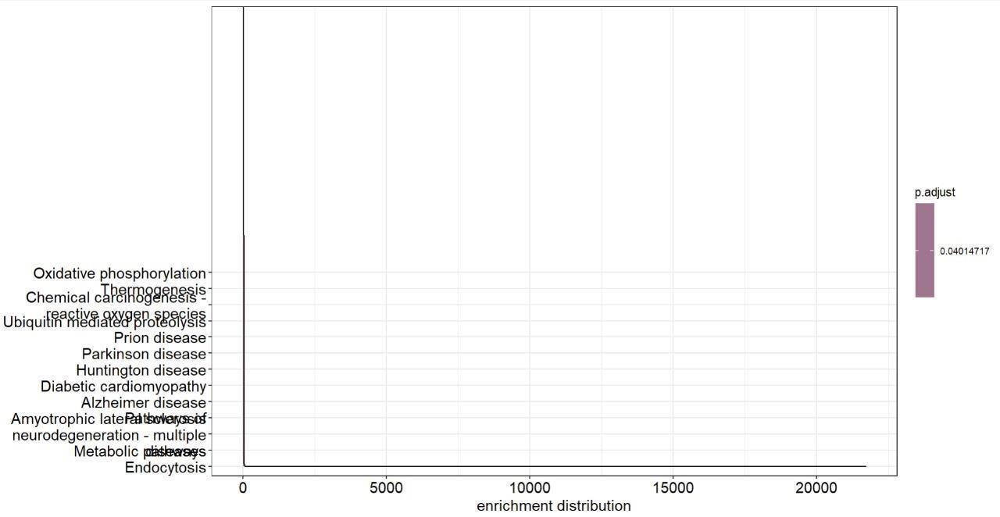 p.adjust
0.04014717
Oxidative phosphorylation
Thermogenesis
Chemical carcinogenesis -
reactive oxygen species
Ubiquitin mediated proteolysis
Prion disease
Parkinson disease
Huntington disease
Diabetic cardiomyopathy
Alzheimer disease
Amyotrophic lateral sclerosis
Pathways of
neurodegeneration - multiple
diseases
Metabolic pathways
Endocytosis
0 5000 10000 15000 20000
enrichment distribution